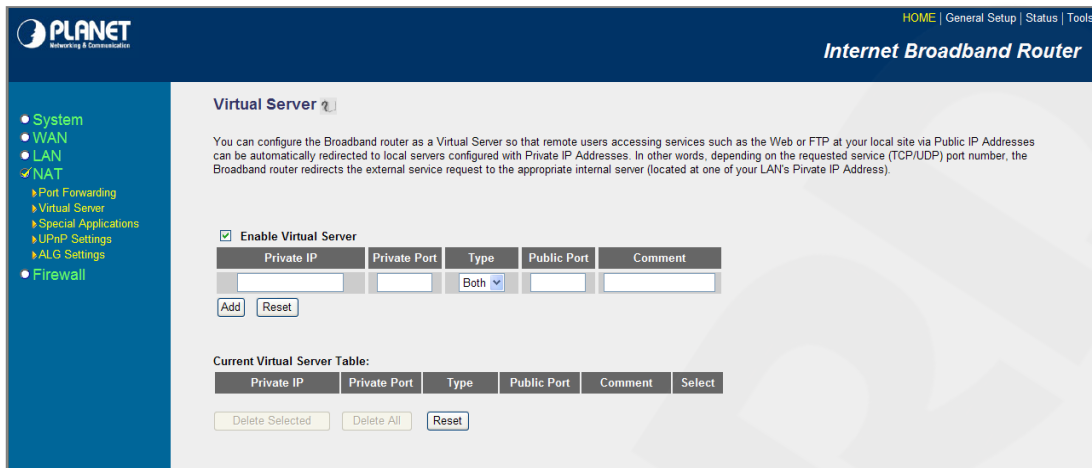 PLANET
Networking & Communication
HOME | General Setup | Status | Tools
Internet Broadband Router
System
WAN
LAN
NAT
Port Forwarding
Virtual Server
Special Applications
UPnP Settings
ALG Settings
Firewall
Virtual Server
You can configure the Broadband router as a Virtual Server so that remote users accessing services such as the Web or FTP at your local site via Public IP Addresses
can be automatically redirected to local servers configured with Private IP Addresses. In other words, depending on the requested service (TCP/UDP) port number, the
Broadband router redirects the external service request to the appropriate internal server (located at one of your LAN's Private IP Address).
Enable Virtual Server
Private IP Private Port Type Public Port Comment
Both
Add Reset
Current Virtual Server Table:
Private IP Private Port Type Public Port Comment Select
Delete Selected Delete All Reset